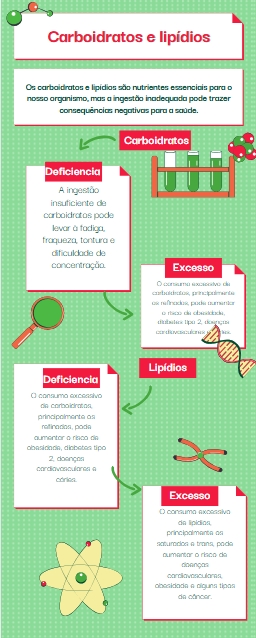 Carboidratos e lipídios
Os carboidratos e lipidios são nutrientes essenciais para o
nosso organismo, mas a ingestão inadequada pode trazer
consequências negativas para a saúde.
Carboidratos
Deficiencia
A ingestão
insuficiente de
carboidratos pode
levar à fadiga,
fraqueza, tontura e
dificuldade de
concentração.
Excesso
O consumo excessivo de
carboidratos, principalmente
os refinados, pode aumentar
o risco de obesidade,
diabetes tipo 2, doenças
cardiovasculares e
Lipídios
Deficiencia
O consumo excessivo
de carboidratos,
principalmente os
refinados, pode
aumentar o risco de
obesidade, diabetes tipo
2, doenças
cardiovasculares e
cáries.
Excesso
O consumo excessivo
de lipídios,
principalmente os
saturados e trans, pode
aumentar o risco de
doenças
cardiovasculares,
obesidade e alguns tipos
de câncer.